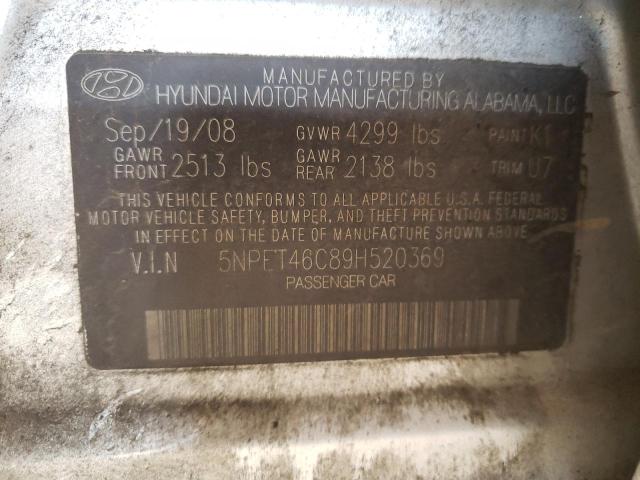 MANUFACTURED BY
HYUNDAI MOTOR MANUFACTURING ALABAMA, LLC
Sep/19/08 GVWR 4299 lbs PAINT K1
GAWR FRONT 2513 lbs GAWR REAR 2138 lbs TRIM U7
THIS VEHICLE CONFORMS TO ALL APPLICABLE U.S.A. FEDERAL
MOTOR VEHICLE SAFETY, BUMPER, AND THEFT PREVENTION STANDARDS
IN EFFECT ON THE DATE OF MANUFACTURE SHOWN ABOVE.
V.I.N 5NPET46C89H520369
PASSENGER CAR